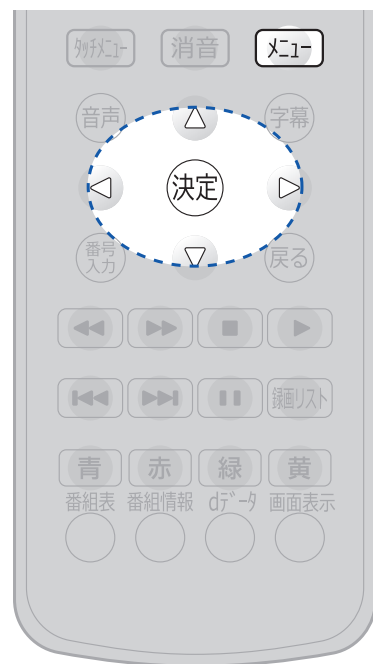 ﾀｯﾁﾒﾆｭｰ 消音 ﾒﾆｭｰ
音声 字幕
決定
番号
入力
戻る
録画リスト
青 赤 緑 黄
番組表 番組情報 dﾃﾞｰﾀ 画面表示